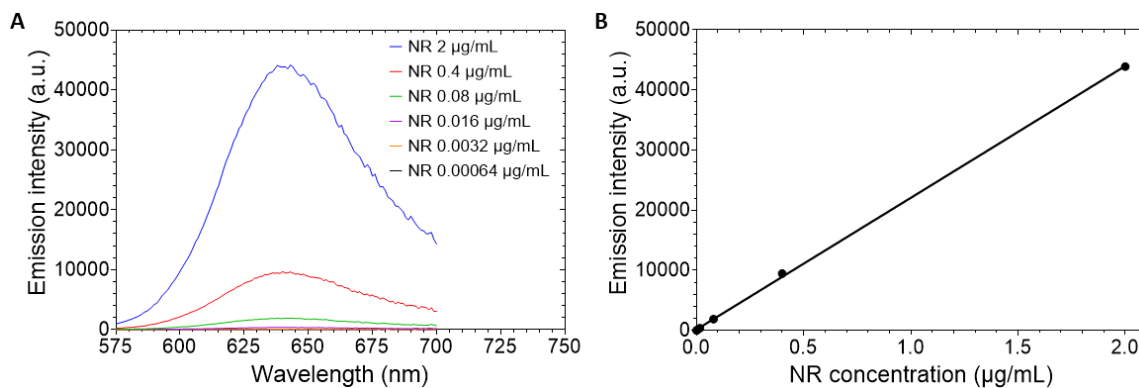 A
Emission intensity (a.u.)
50000
40000
30000
20000
10000
0
575
600
625
650
675
700
725
750
Wavelength (nm)
NR 2 µg/mL
NR 0.4 µg/mL
NR 0.08 µg/mL
NR 0.016 µg/mL
NR 0.0032 µg/mL
NR 0.00064 µg/mL
B
Emission intensity (a.u.)
50000
40000
30000
20000
10000
0
0.0
0.5
1.0
1.5
2.0
NR concentration (µg/mL)